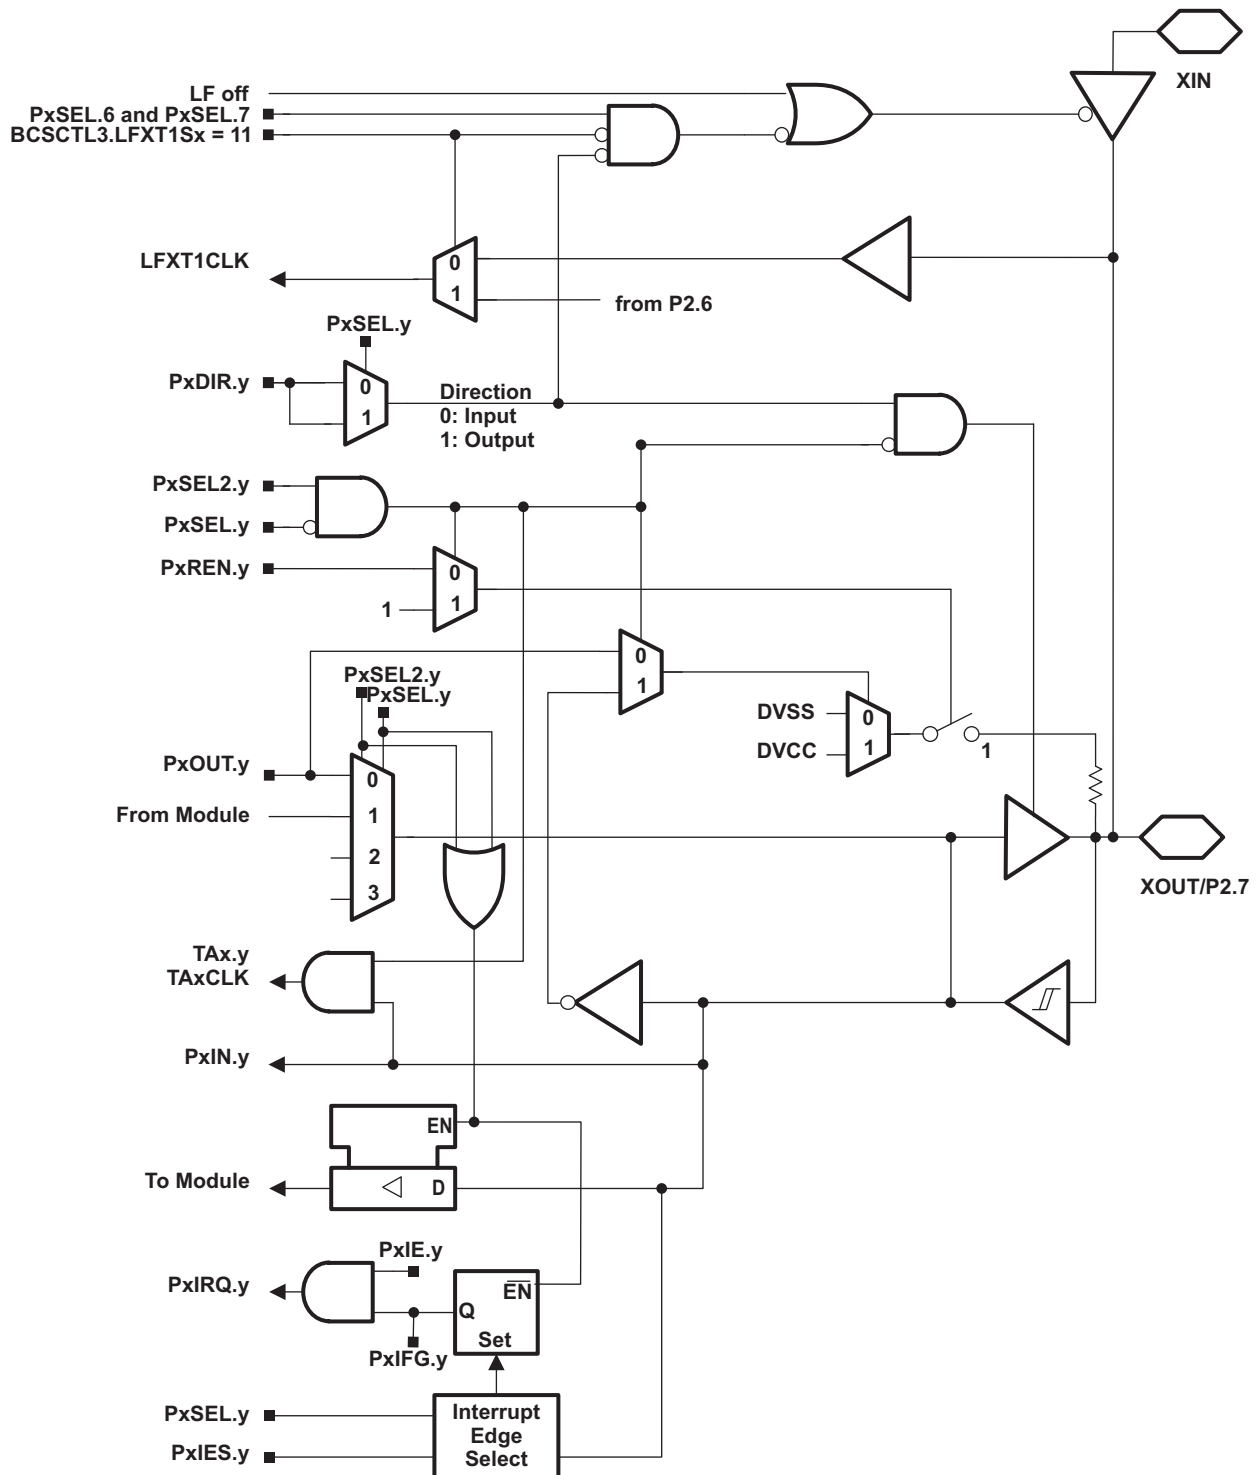 XIN
LF off
PxSEL.6 and PxSEL.7
BCSCTL3.LFXT1Sx = 11
LFXT1CLK
0
1
from P2.6
PxSEL.y
PxDIR.y
0
1
Direction
0: Input
1: Output
PxSEL2.y
PxSEL.y
PxREN.y
0
1
1
0
1
PxSEL2.y
PxSEL.y
DVSS
DVCC
0
1
1
PxOUT.y
From Module
0
1
2
3
XOUT/P2.7
TAx.y
TAxCLK
PxIN.y
EN
To Module
D
PxIE.y
PxIRQ.y
EN
Q
Set
PxIFG.y
PxSEL.y
PxIES.y
Interrupt
Edge
Select